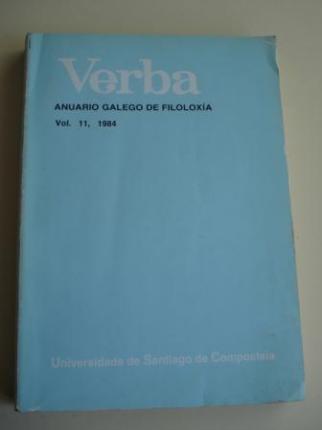 Verba
ANUARIO GALEGO DE FILOLOXÍA
Vol. 11, 1984
Universidade de Santiago de Compostela